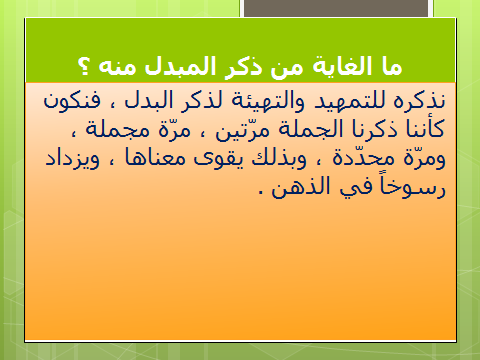 ما الغاية من ذكر المبدل منه ؟
نذكره للتمهيد والتهيئة لذكر البدل ، فنكون
كأننا ذكرنا الجملة مرّتين ، مرّة مجملة ،
ومرّة محدّدة ، وبذلك يقوى معناها ، ويزداد
رسوخاً في الذهن .